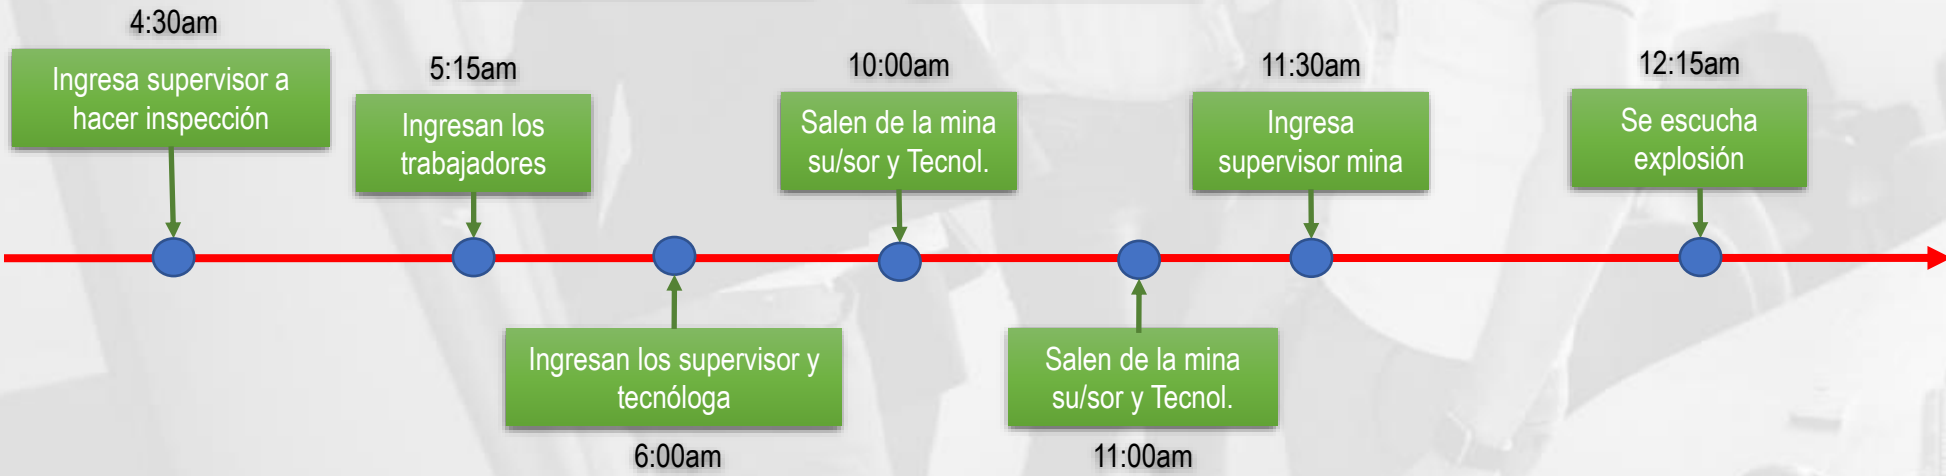 4:30am
Ingresa supervisor a
hacer inspección
5:15am
Ingresan los
trabajadores
Ingresan los supervisor y
tecnóloga
6:00am
10:00am
Salen de la mina
su/sor y Tecnol.
Salen de la mina
su/sor y Tecnol.
11:00am
11:30am
Ingresa
supervisor mina
12:15am
Se escucha
explosión